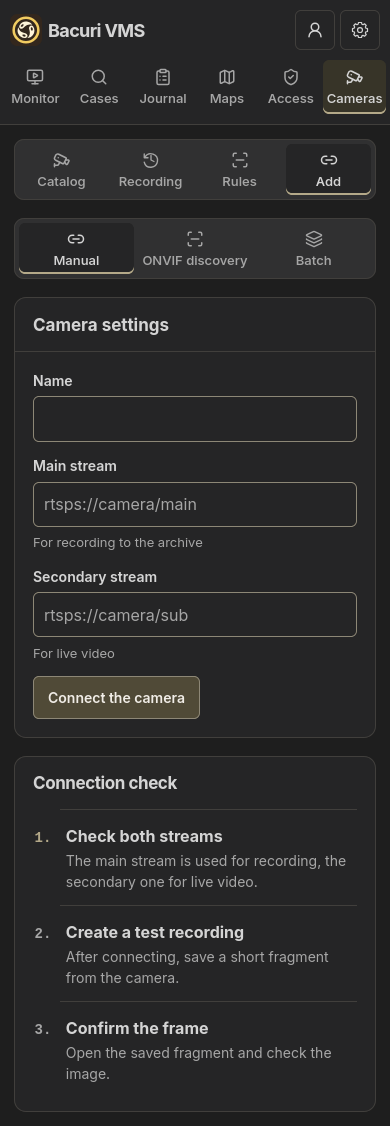 Bacuri VMS
Monitor
Cases
Journal
Maps
Access
Cameras
Catalog
Recording
Rules
Add
Manual
ONVIF discovery
Batch
Camera settings
Name
Main stream
rtsps://camera/main
For recording to the archive
Secondary stream
rtsps://camera/sub
For live video
Connect the camera
Connection check
1. Check both streams
The main stream is used for recording, the
secondary one for live video.
2. Create a test recording
After connecting, save a short fragment
from the camera.
3. Confirm the frame
Open the saved fragment and check the
image.